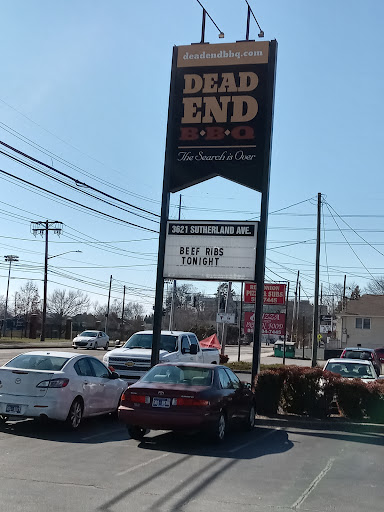 deadendbbq.com
DEAD
END
B•B•Q
The Search is Over
3621 SUTHERLAND AVE.
BEEF RIBS
TONIGHT